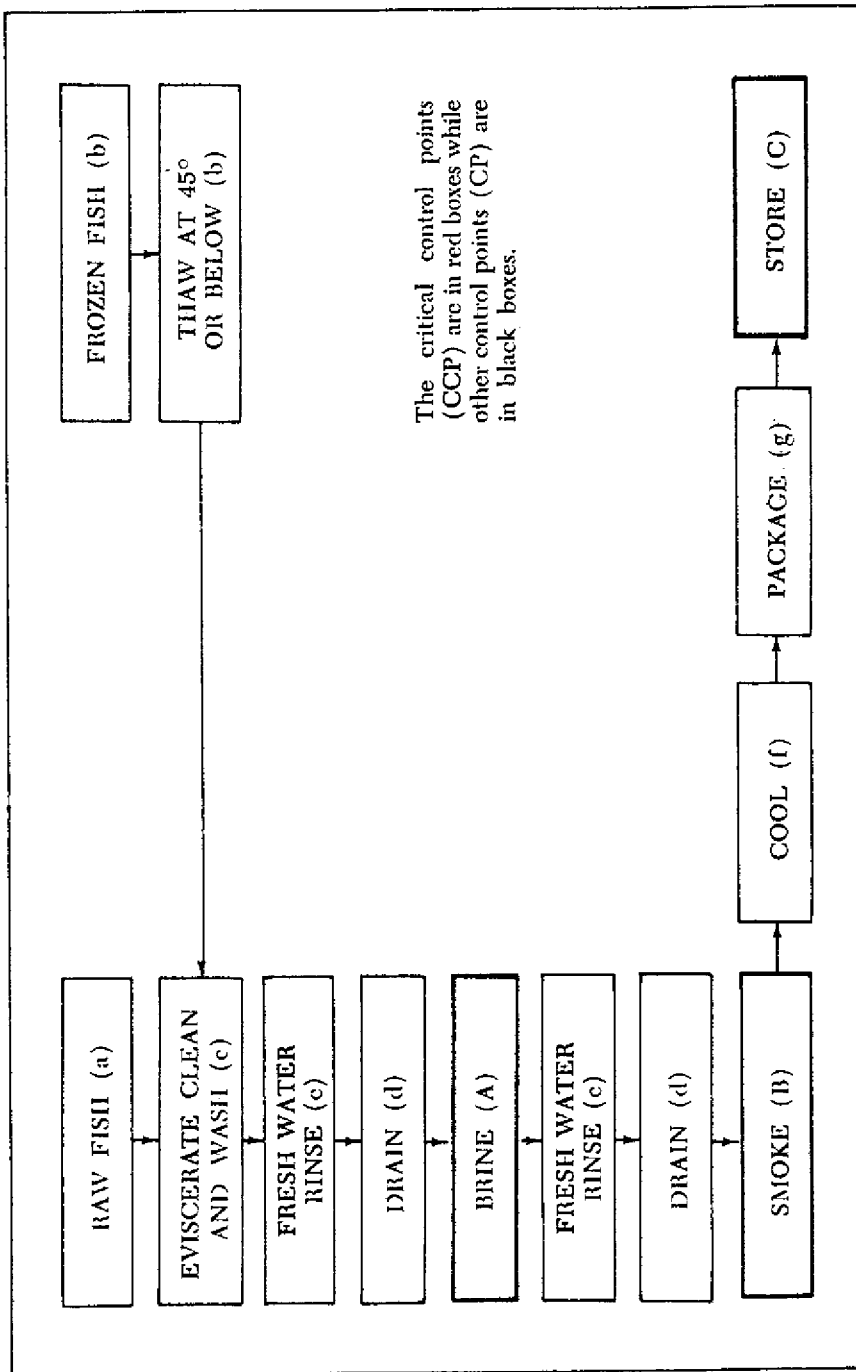 RAW FISH (a)
EVISCERATE CLEAN
AND WASH (c)
FRESH WATER
RINSE (c)
DRAIN (d)
BRINE (A)
FRESH WATER
RINSE (c)
DRAIN (d)
SMOKE (B)
COOL (f)
PACKAGE (g)
STORE (C)
FROZEN FISH (b)
THAW AT 45°
OR BELOW (b)
The critical control points
(CCP) are in red boxes while
other control points (CP) are
in black boxes.